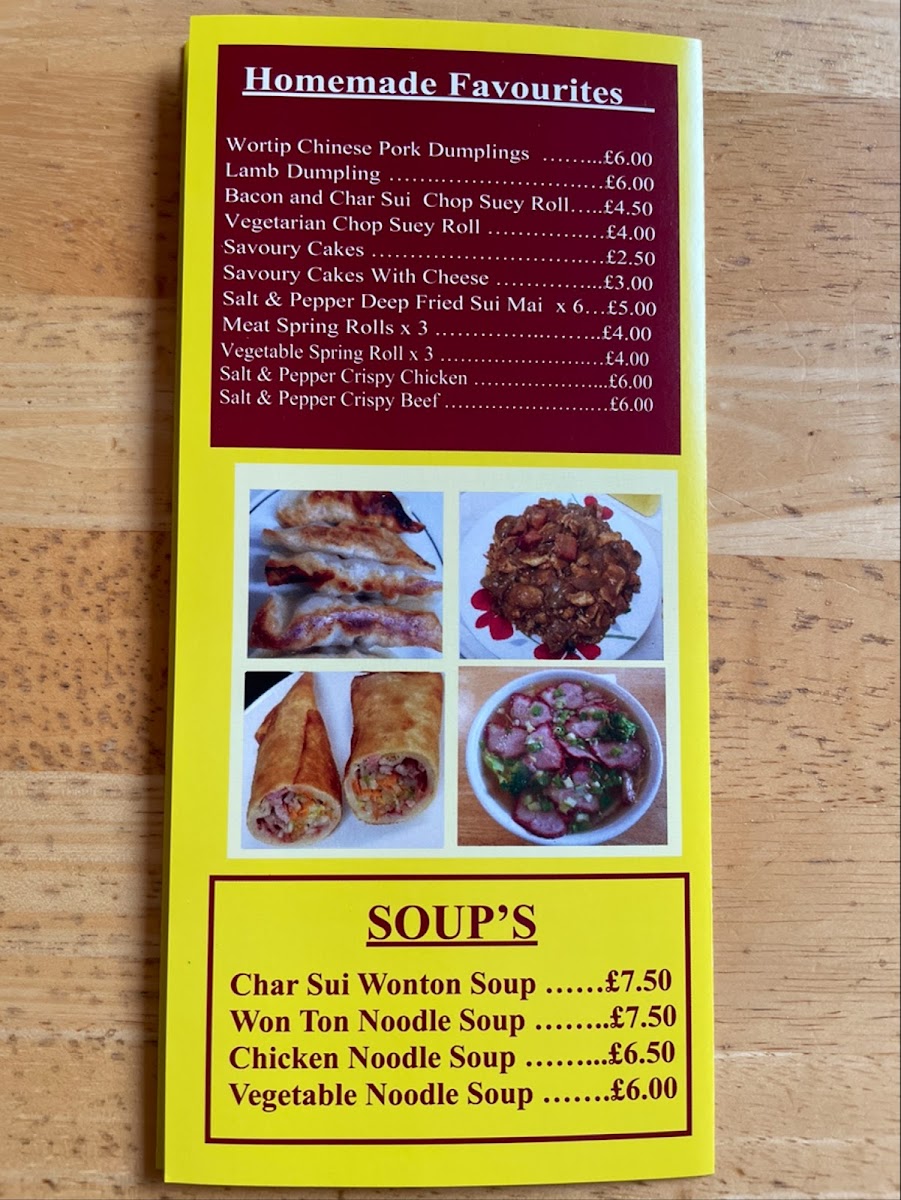 Homemade Favourites
Wortip Chinese Pork Dumplings ……...£6.00
Lamb Dumpling …………………………£6.00
Bacon and Char Sui Chop Suey Roll…..£4.50
Vegetarian Chop Suey Roll ……………£4.00
Savoury Cakes …………………………£2.50
Savoury Cakes With Cheese …………...£3.00
Salt & Pepper Deep Fried Sui Mai x 6…£5.00
Meat Spring Rolls x 3 …………………..£4.00
Vegetable Spring Roll x 3 ………………£4.00
Salt & Pepper Crispy Chicken ………………...£6.00
Salt & Pepper Crispy Beef ……………………£6.00
SOUP'S
Char Sui Wonton Soup ……£7.50
Won Ton Noodle Soup ……..£7.50
Chicken Noodle Soup ……...£6.50
Vegetable Noodle Soup …….£6.00